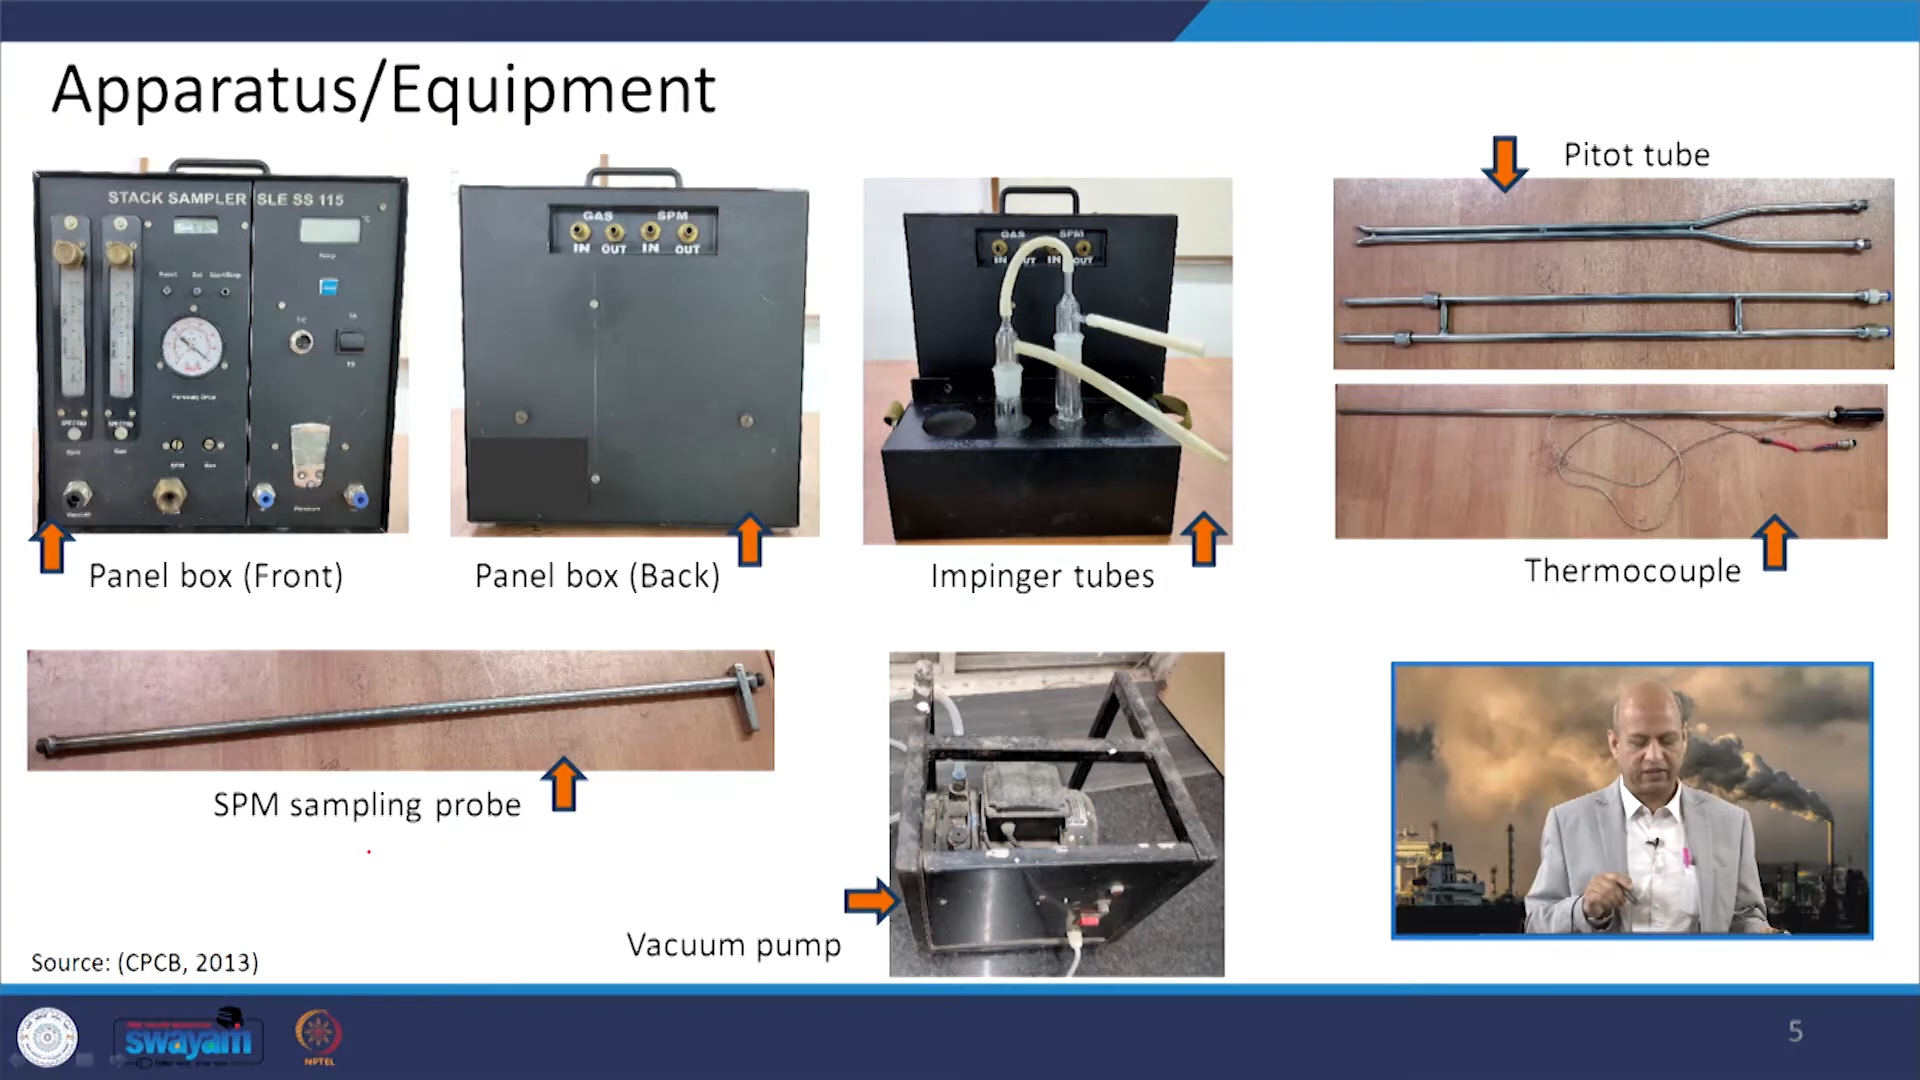 Apparatus/Equipment
STACK SAMPLER SLE SS 115
Panel box (Front)
GAS SPM
IN OUT IN OUT
Panel box (Back)
GAS SPM
IN OUT
Impinger tubes
Pitot tube
Thermocouple
SPM sampling probe
Vacuum pump
Source: (CPCB, 2013)
swayam
NPTEL
5